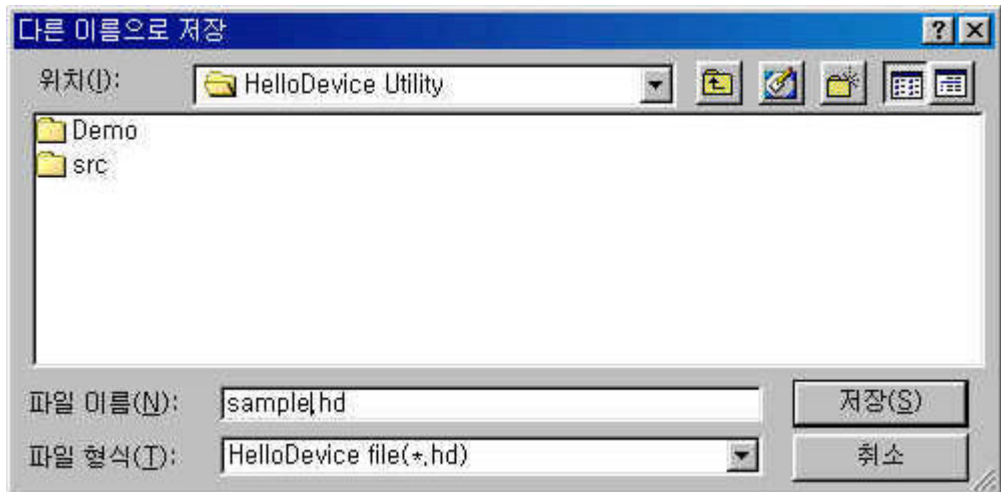 다른 이름으로 저장
위치(I): HelloDevice Utility
Demo
src
파일 이름(N): sample.hd 저장(S)
파일 형식(T): HelloDevice file(*.hd) 취소